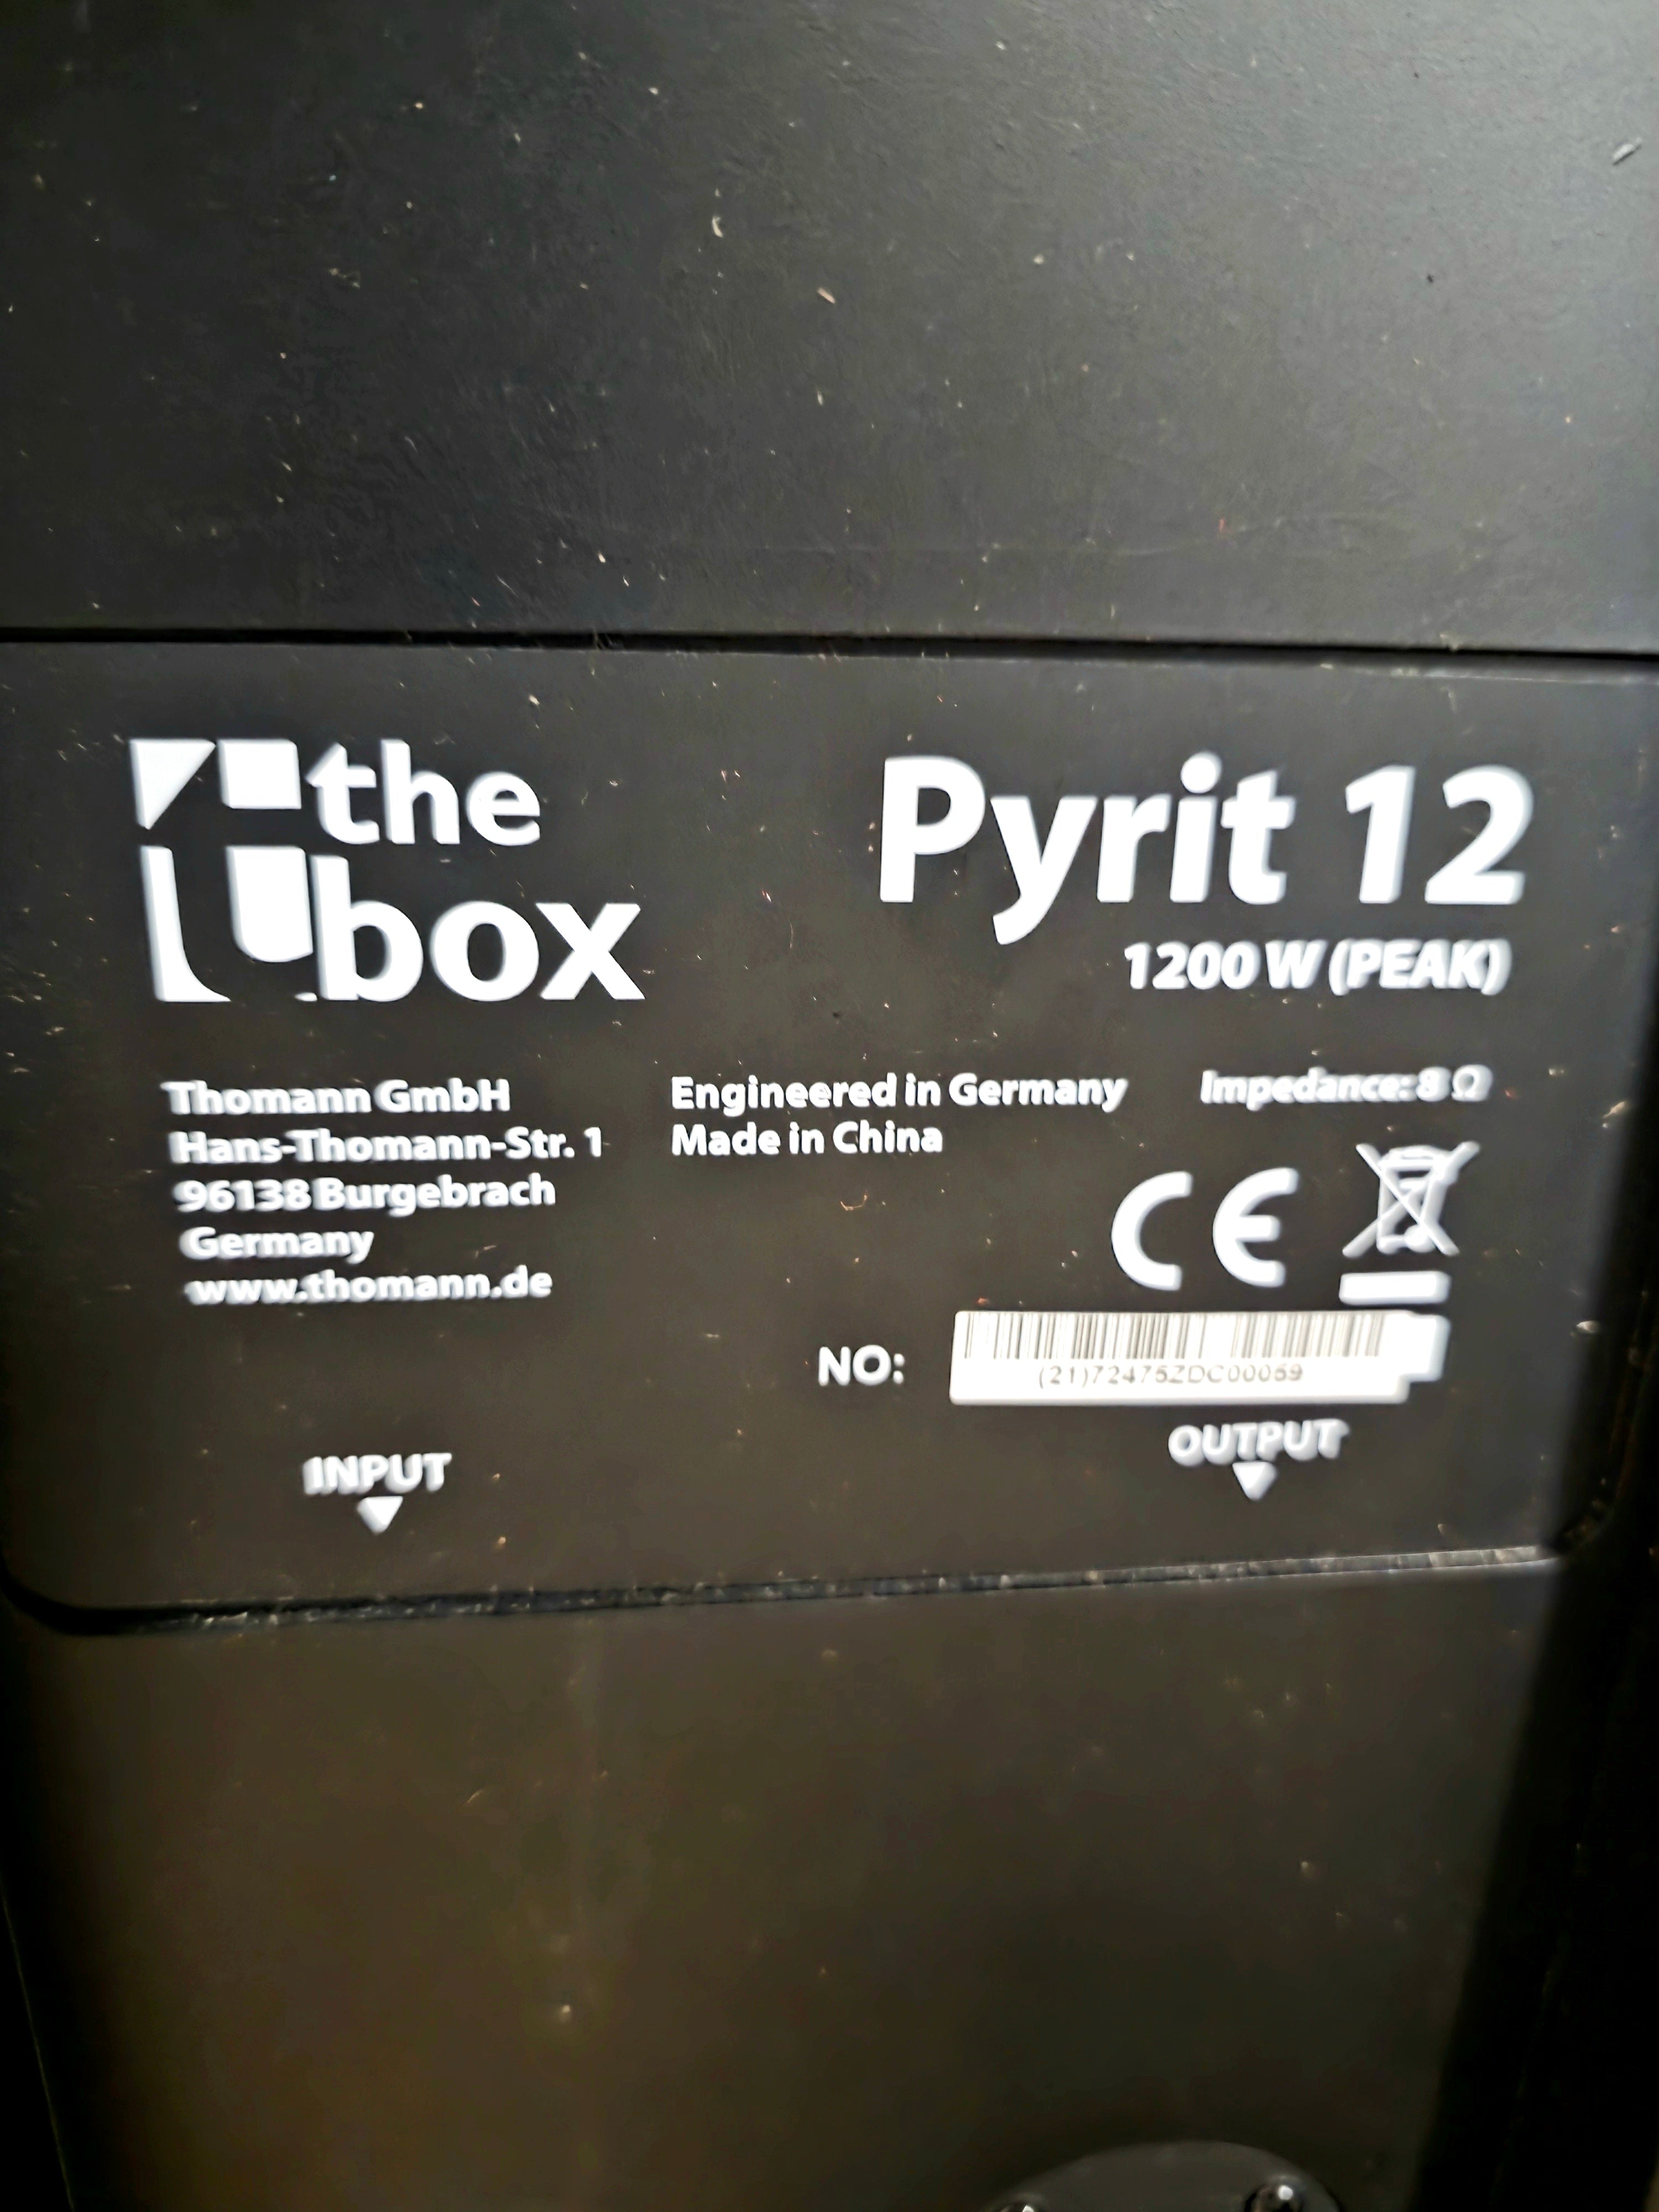 the
box
Pyrit 12
1200 W (PEAK)
Thomann GmbH
Hans-Thomann-Str. 1
96138 Burgebrach
Germany
www.thomann.de
Engineered in Germany
Made in China
Impedance: 8 Ω
CE
NO:
(21)72475ZDC00059
INPUT
OUTPUT